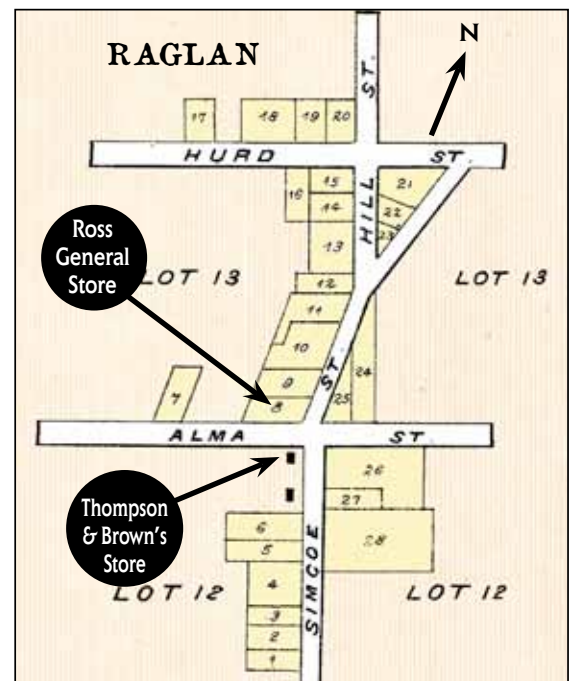 RAGLAN
N
17
18
19
20
ST.
HURD ST
16
15
14
13
12
HILL
21
22
23
Ross
General
Store
LOT 13
LOT 13
11
10
9
8
7
ST.
24
25
ALMA ST
Thompson
& Brown's
Store
26
27
28
6
5
4
3
2
1
SIMCOE
LOT 12
LOT 12